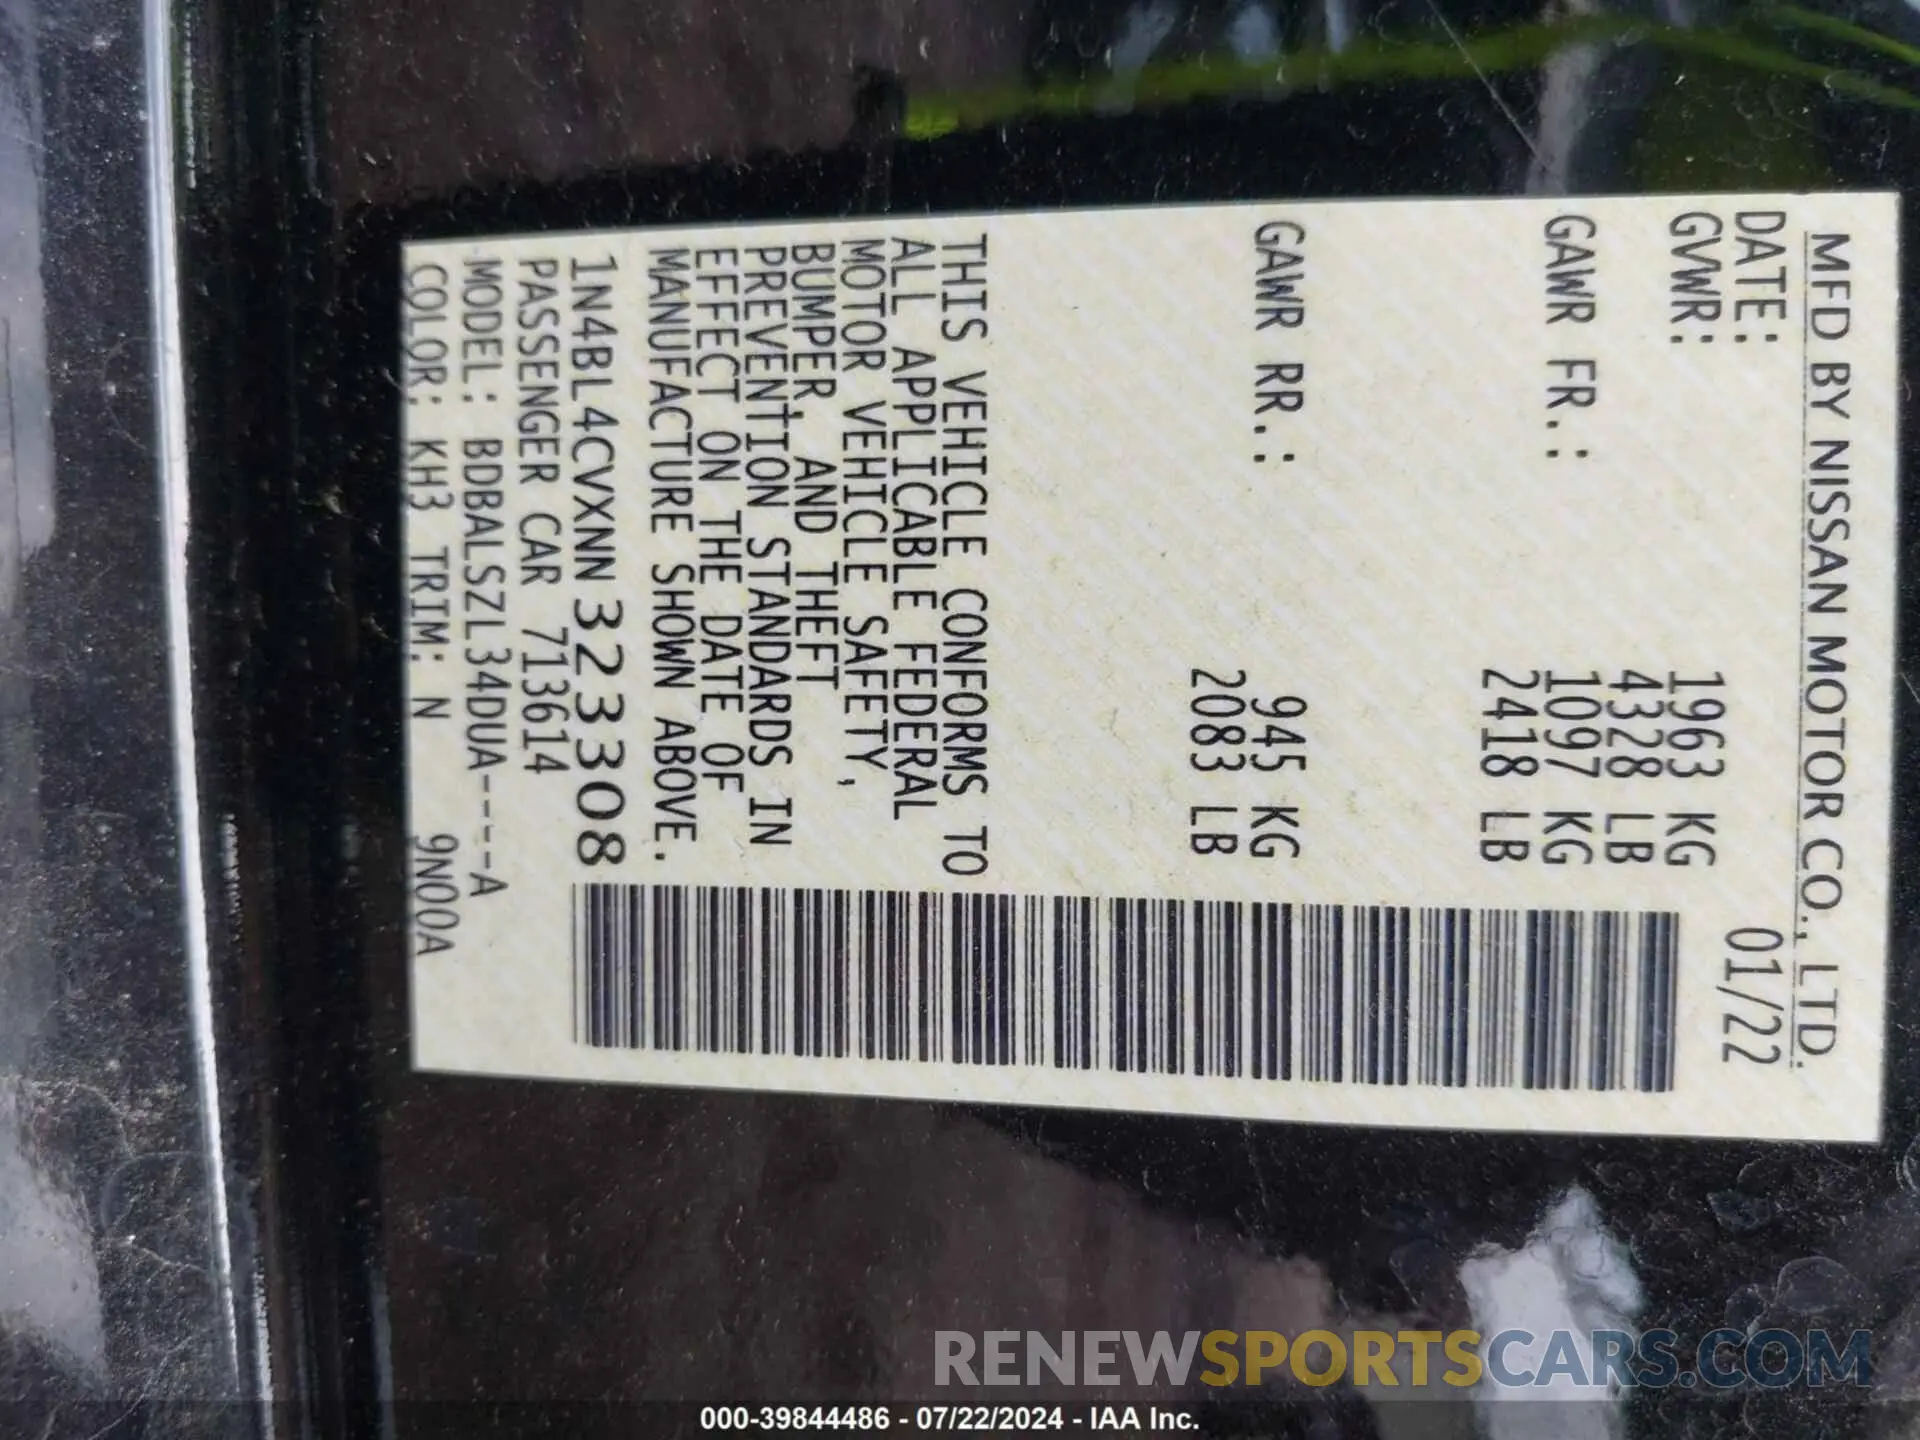 MFD BY NISSAN MOTOR CO., LTD.
DATE: 01/22
GVWR: 1963 KG
4328 LB
GAWR FR.: 1097 KG
2418 LB
GAWR RR.: 945 KG
2083 LB
THIS VEHICLE CONFORMS TO
ALL APPLICABLE FEDERAL
MOTOR VEHICLE SAFETY,
BUMPER, AND THEFT
PREVENTION STANDARDS IN
EFFECT ON THE DATE OF
MANUFACTURE SHOWN ABOVE.
1N4BL4CVXNN323308
PASSENGER CAR 713614
MODEL: BDBALSZL34DUA----A
COLOR: KH3 TRIM: N 9N00A
RENEWSPORTSCARS.COM
000-39844486 - 07/22/2024 - IAA Inc.